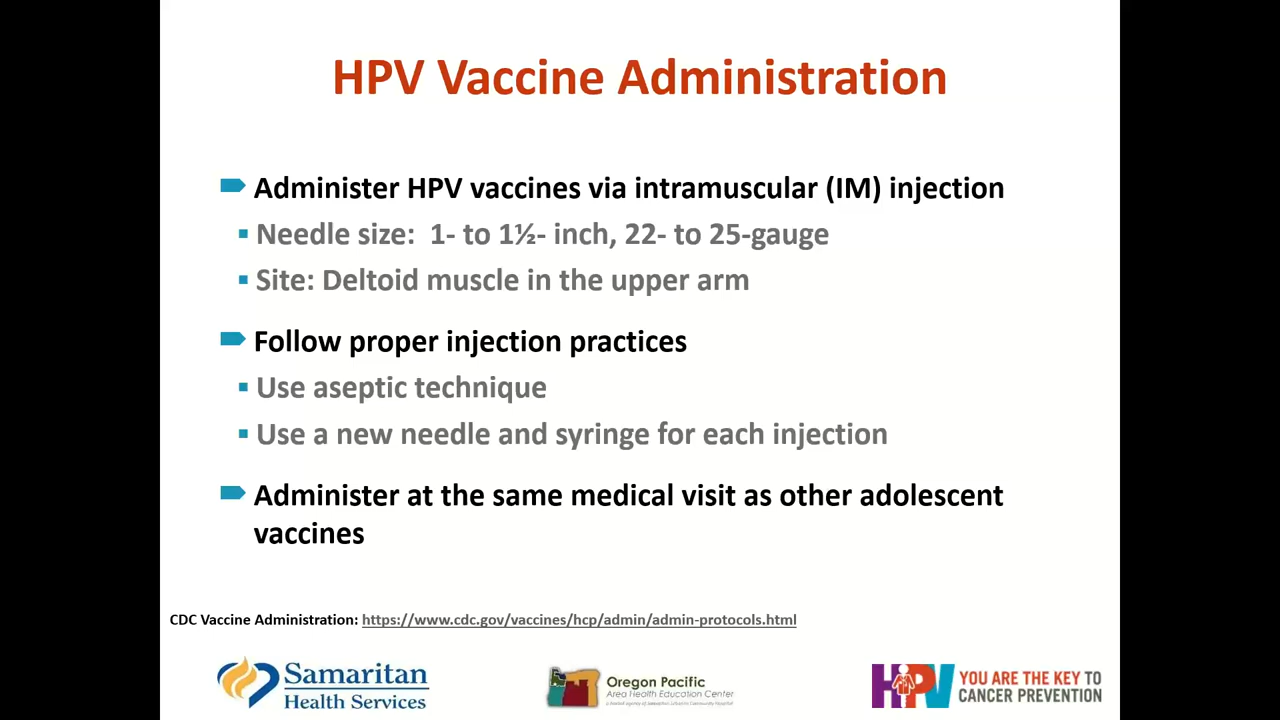 HPV Vaccine Administration
Administer HPV vaccines via intramuscular (IM) injection
Needle size: 1- to 1½- inch, 22- to 25-gauge
Site: Deltoid muscle in the upper arm
Follow proper injection practices
Use aseptic technique
Use a new needle and syringe for each injection
Administer at the same medical visit as other adolescent
vaccines
CDC Vaccine Administration: https://www.cdc.gov/vaccines/hcp/admin/admin-protocols.html
Samaritan
Health Services
Oregon Pacific
Area Health Education Center
HPV
YOU ARE THE KEY TO
CANCER PREVENTION